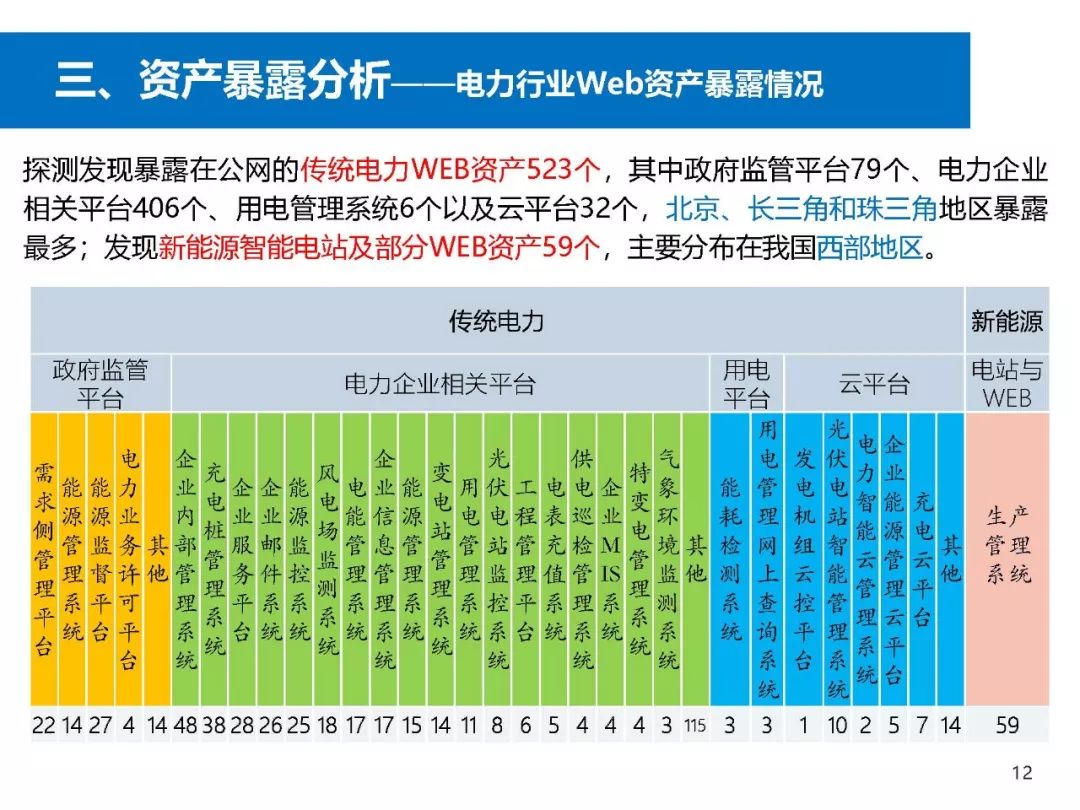 三、资产暴露分析——电力行业Web资产暴露情况
探测发现暴露在公网的传统电力WEB资产523个，其中政府监管平台79个、电力企业
相关平台406个、用电管理系统6个以及云平台32个，北京、长三角和珠三角地区暴露
最多；发现新能源智能电站及部分WEB资产59个，主要分布在我国西部地区。
传统电力
新能源
政府监管
平台
电力企业相关平台
用电
平台
云平台
电站与
WEB
需求侧管理平台
能源管理系统
能源监督平台
电力业务许可平台
其他
企业内部管理系统
充电桩管理系统
企业服务平台
企业邮件系统
能源监控系统
风电场监测系统
电能管理系统
企业信息管理系统
能源管理系统
变电站管理系统
用电管理系统
光伏电站监控系统
工程管理平台
电表充值系统
供电巡检管理系统
企业MIS系统
特变电管理系统
气象环境监测系统
其他
能耗检测系统
用电管理网上查询系统
发电机组云控平台
光伏电站智能管理系统
电力智能云管理系统
企业能源管理云平台
充电云平台
其他
生产
管理
系统
22 14 27 4 14 48 38 28 26 25 18 17 17 15 14 11 8 6 5 4 4 4 3 115 3 3 1 10 2 5 7 14 59
12